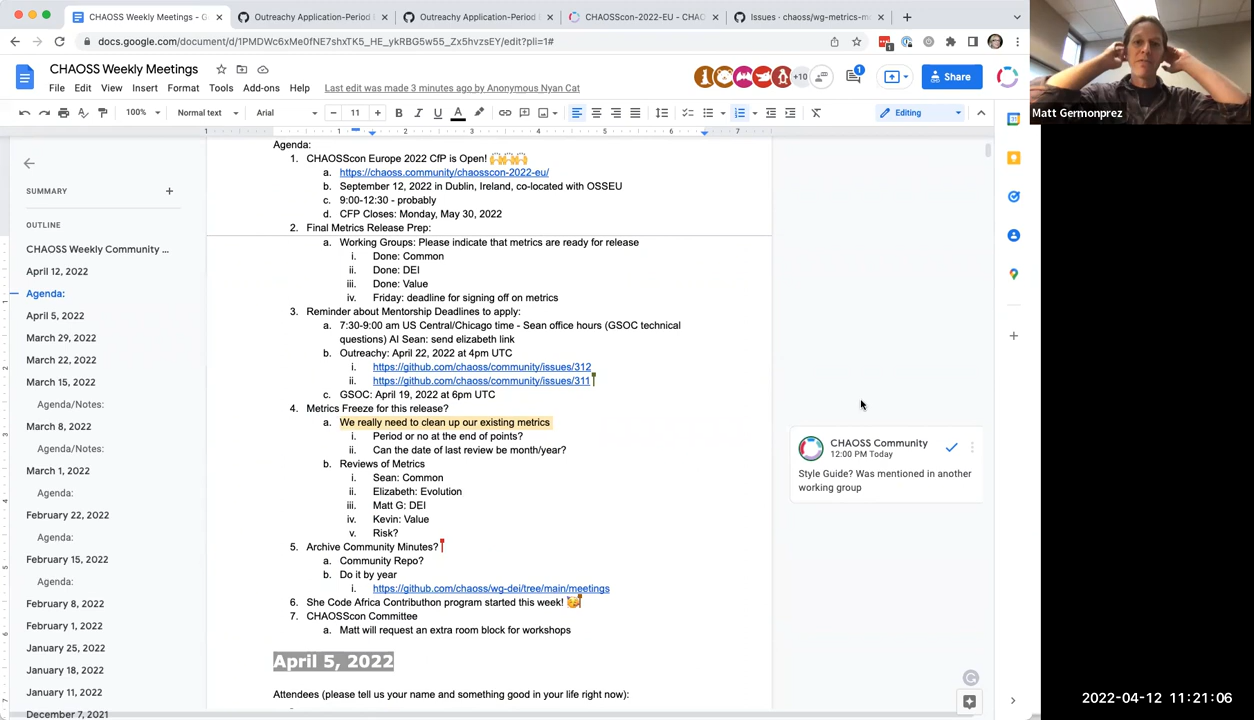 CHAOSS Weekly Meetings - G
Outreachy Application-Period
Outreachy Application-Period
CHAOSScon-2022-EU - CHAO
Issues · chaoss/wg-metrics-m
docs.google.com/document/d/1PMDWc6xMe0fNE7shxTK5_HE_ykRBG5w55_Zx5hvzsEY/edit?pli=1#
CHAOSS Weekly Meetings
+10
1
Share
File Edit View Insert Format Tools Add-ons Help Last edit was made 3 minutes ago by Anonymous Nyan Cat
100% Normal text Arial 11 B I U A Editing
1 1 2 3 4 5 6 7
SUMMARY
OUTLINE
CHAOSS Weekly Community ...
April 12, 2022
Agenda:
April 5, 2022
March 29, 2022
March 22, 2022
March 15, 2022
Agenda/Notes:
March 8, 2022
Agenda/Notes:
March 1, 2022
Agenda:
February 22, 2022
Agenda:
February 15, 2022
Agenda:
February 8, 2022
February 1, 2022
January 25, 2022
January 18, 2022
January 11, 2022
December 7, 2021
Agenda:
1. CHAOSScon Europe 2022 CfP is Open! 🙌🙌🙌
a. https://chaoss.community/chaosscon-2022-eu/
b. September 12, 2022 in Dublin, Ireland, co-located with OSSEU
c. 9:00-12:30 - probably
d. CFP Closes: Monday, May 30, 2022
2. Final Metrics Release Prep:
a. Working Groups: Please indicate that metrics are ready for release
i. Done: Common
ii. Done: DEI
iii. Done: Value
iv. Friday: deadline for signing off on metrics
3. Reminder about Mentorship Deadlines to apply:
a. 7:30-9:00 am US Central/Chicago time - Sean office hours (GSOC technical
questions) AI Sean: send elizabeth link
b. Outreachy: April 22, 2022 at 4pm UTC
i. https://github.com/chaoss/community/issues/312
ii. https://github.com/chaoss/community/issues/311
c. GSOC: April 19, 2022 at 6pm UTC
4. Metrics Freeze for this release?
a. We really need to clean up our existing metrics
i. Period or no at the end of points?
ii. Can the date of last review be month/year?
b. Reviews of Metrics
i. Sean: Common
ii. Elizabeth: Evolution
iii. Matt G: DEI
iv. Kevin: Value
v. Risk?
5. Archive Community Minutes?
a. Community Repo?
b. Do it by year
i. https://github.com/chaoss/wg-dei/tree/main/meetings
6. She Code Africa Contributhon program started this week! 🥳
7. CHAOSScon Committee
a. Matt will request an extra room block for workshops
April 5, 2022
Attendees (please tell us your name and something good in your life right now):
CHAOSS Community
12:00 PM Today
Style Guide? Was mentioned in another
working group
Matt Germonprez
2022-04-12 11:21:06